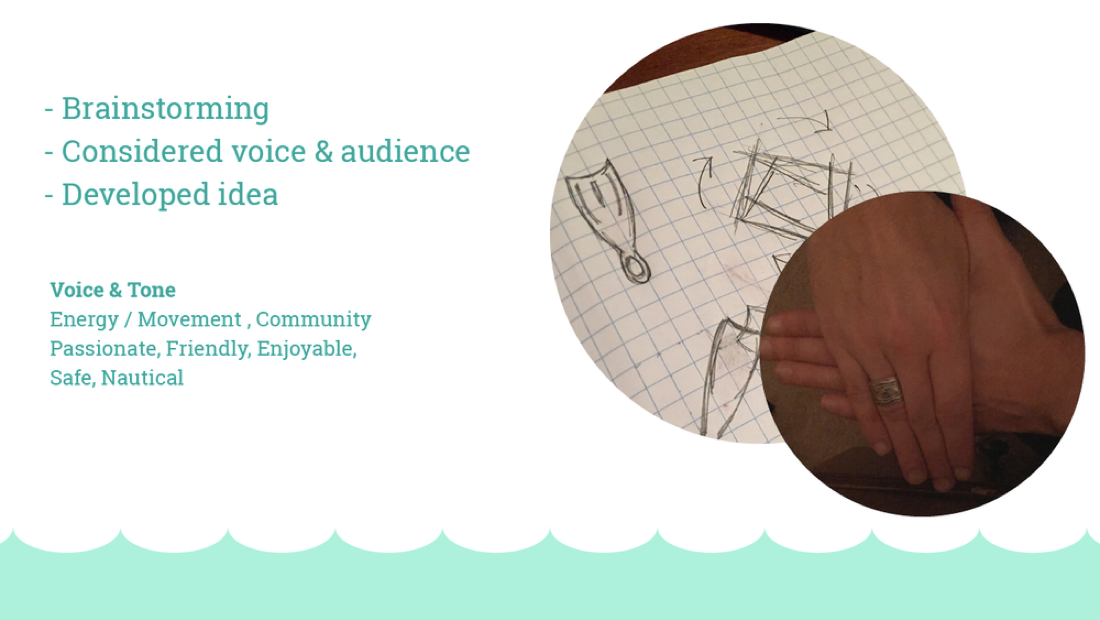 - Brainstorming
- Considered voice & audience
- Developed idea
Voice & Tone
Energy / Movement , Community
Passionate, Friendly, Enjoyable,
Safe, Nautical